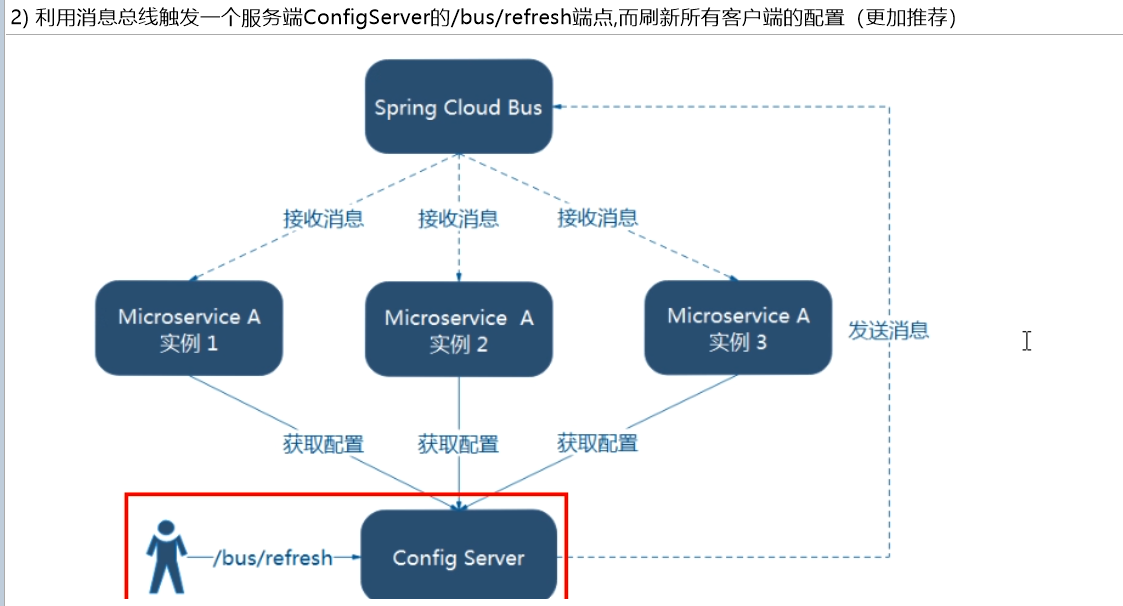 2) 利用消息总线触发一个服务端ConfigServer的/bus/refresh端点,而刷新所有客户端的配置（更加推荐）
Spring Cloud Bus
接收消息
接收消息
接收消息
Microservice A
实例 1
Microservice A
实例 2
Microservice A
实例 3
发送消息
获取配置
获取配置
获取配置
/bus/refresh
Config Server